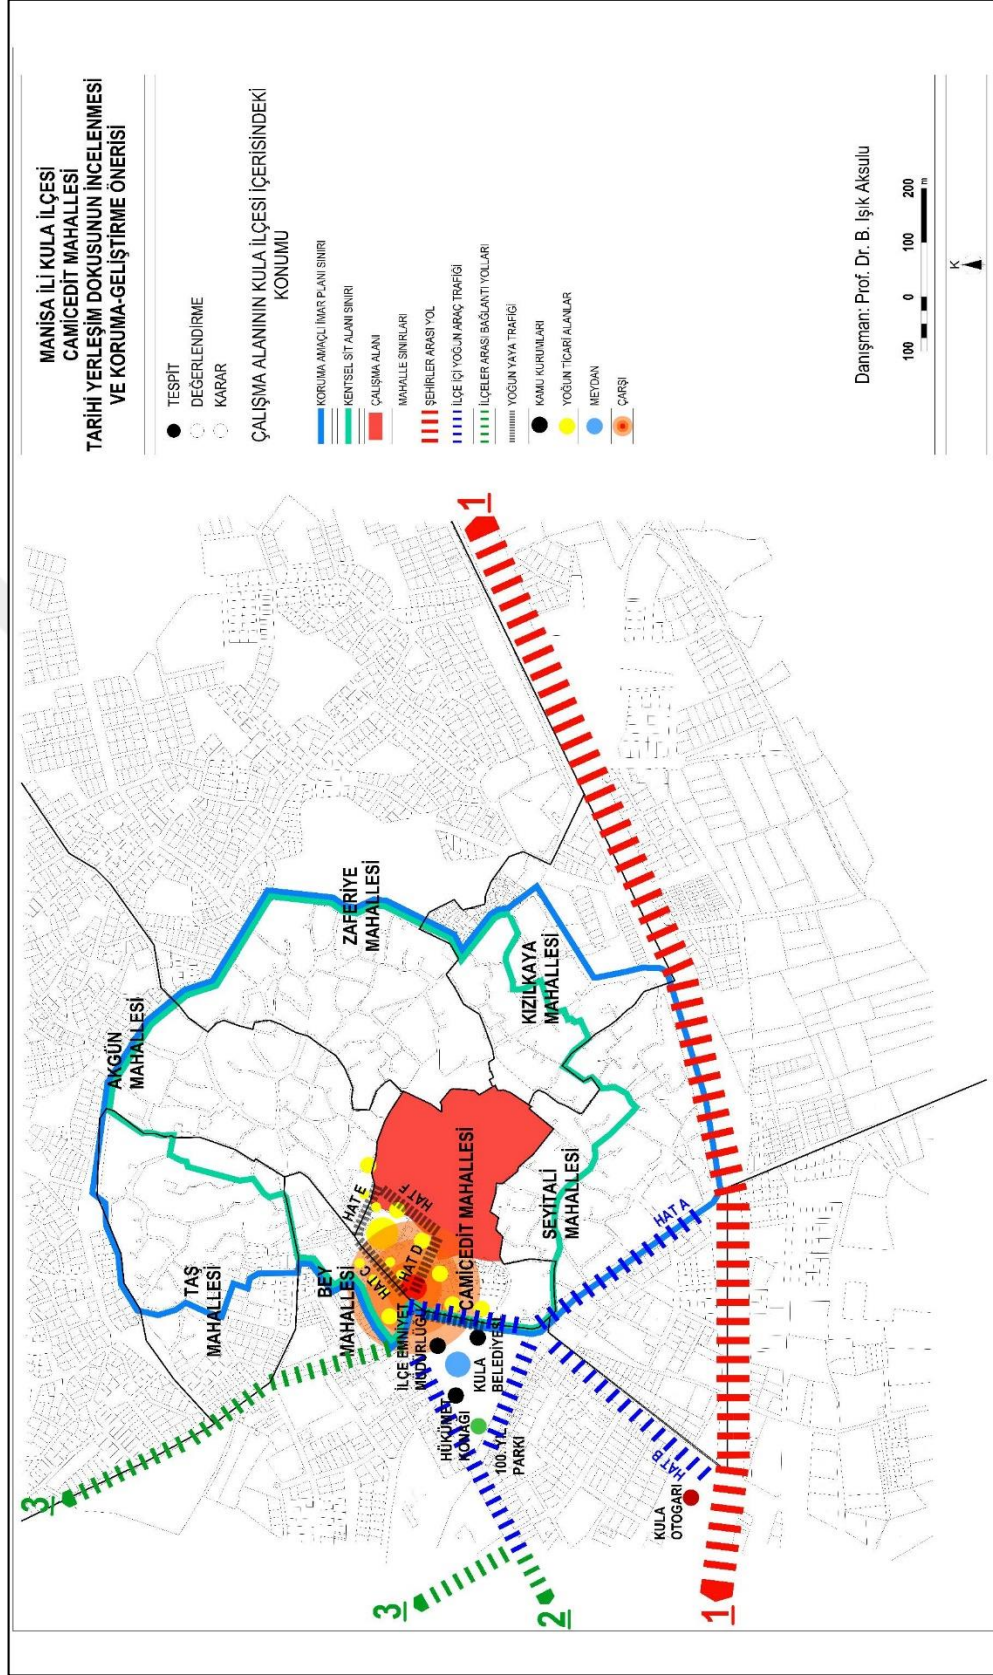 MANİSA İLİ KULA İLÇESİ
CAMİCEDİT MAHALLESİ
TARİHİ YERLEŞİM DOKUSUNUN İNCELENMESİ
VE KORUMA-GELİŞTİRME ÖNERİSİ
TESPİT
DEĞERLENDİRME
KARAR
ÇALIŞMA ALANININ KULA İLÇESİ İÇERİSİNDEKİ
KONUMU
KORUMA AMAÇLI İMAR PLANI SINIRI
KENTSEL SİT ALANI SINIRI
ÇALIŞMA ALANI
MAHALLE SINIRLARI
ŞEHİRLER ARASI YOL
İLÇE İÇİ YOĞUN ARAÇ TRAFİĞİ
İLÇELER ARASI BAĞLANTI YOLLARI
YOĞUN YAYA TRAFİĞİ
KAMU KURUMLARI
YOĞUN TİCARİ ALANLAR
MEYDAN
ÇARŞI
Danışman: Prof. Dr. B. Işık Aksulu
100 0 100 200
m
K
AKGÜN
MAHALLESİ
ZAFERİYE
MAHALLESİ
TAŞ
MAHALLESİ
BEY
MAHALLESİ
KIZILKAYA
MAHALLESİ
CAMİCEDİT MAHALLESİ
SEYİTALİ
MAHALLESİ
HAT E
HAT F
HAT C
HAT D
HAT A
HAT B
İLÇE EMNİYET
MÜDÜRLÜĞÜ
HÜKÜMET
KONAĞI
KULA
BELEDİYESİ
100. YIL
PARKI
KULA
OTOGARI
1
1
2
3
3